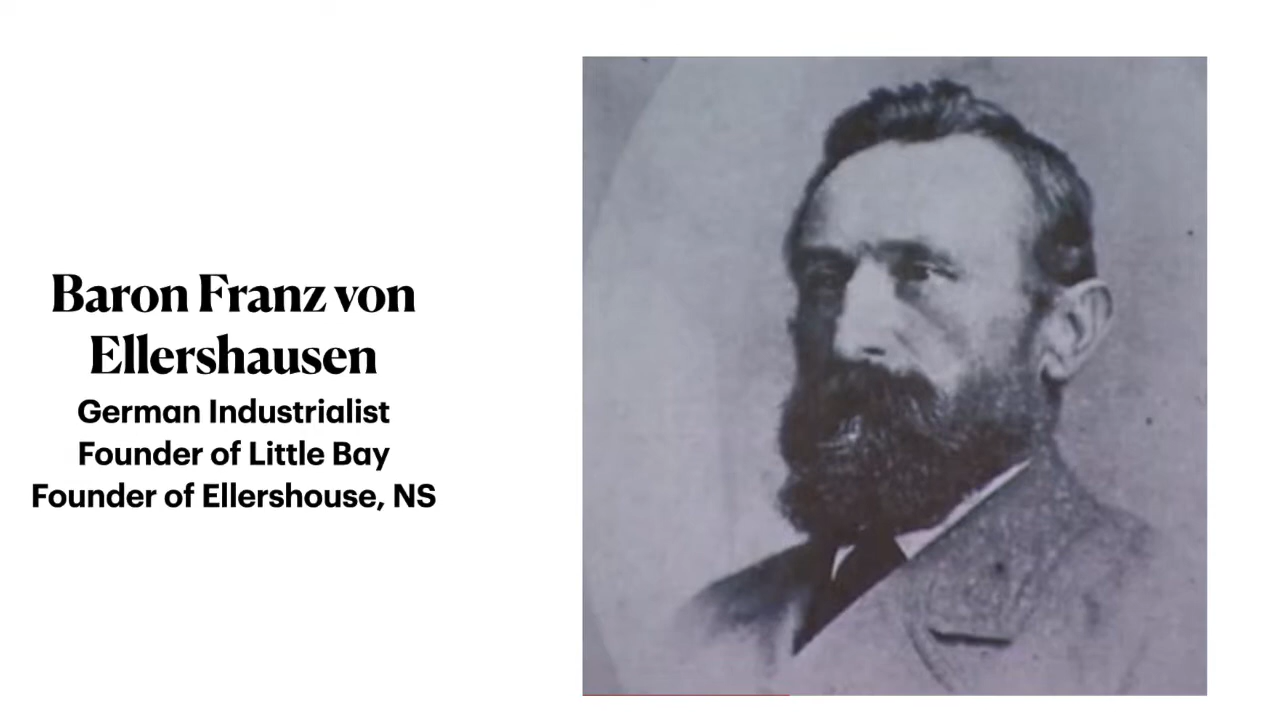 Baron Franz von
Ellershausen
German Industrialist
Founder of Little Bay
Founder of Ellershouse, NS